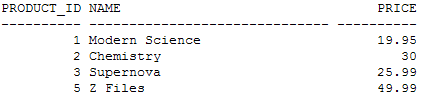 PRODUCT_ID NAME                                PRICE
---------- ------------------------------ ----------
         1 Modern Science                      19.95
         2 Chemistry                              30
         3 Supernova                           25.99
         5 Z Files                             49.99